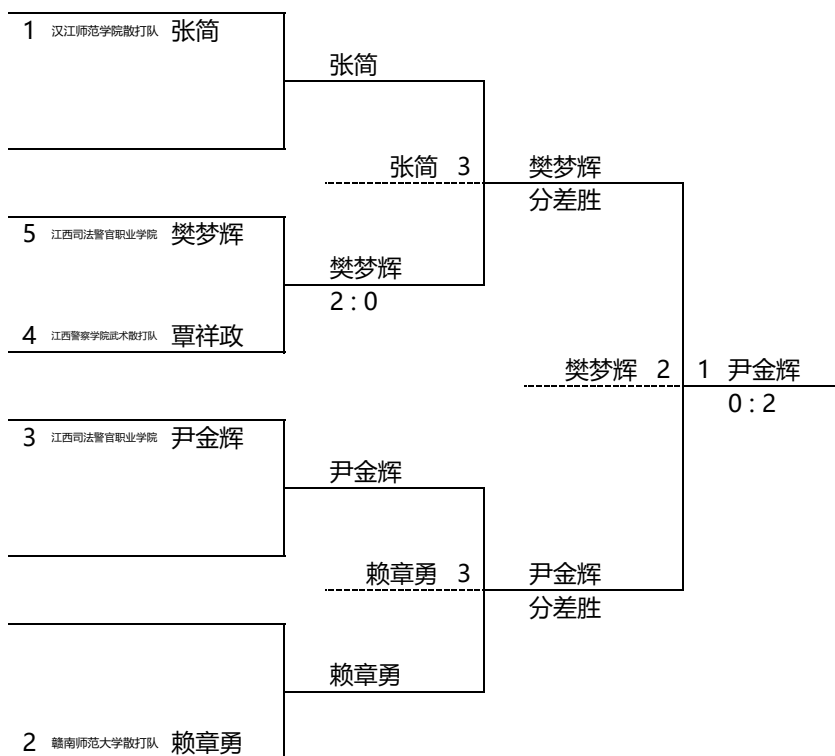 1 汉江师范学院散打队 张简
张简
张简 3
樊梦辉
分差胜
5 江西司法警官职业学院 樊梦辉
樊梦辉
2 : 0
4 江西警察学院武术散打队 覃祥政
樊梦辉 2
1 尹金辉
0 : 2
3 江西司法警官职业学院 尹金辉
尹金辉
赖章勇 3
尹金辉
分差胜
赖章勇
2 赣南师范大学散打队 赖章勇